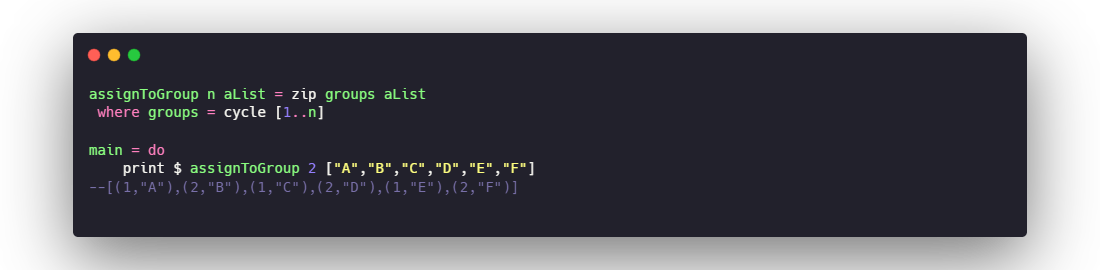 assignToGroup n aList = zip groups aList
 where groups = cycle [1..n]
main = do
    print $ assignToGroup 2 ["A","B","C","D","E","F"]
--[(1,"A"),(2,"B"),(1,"C"),(2,"D"),(1,"E"),(2,"F")]